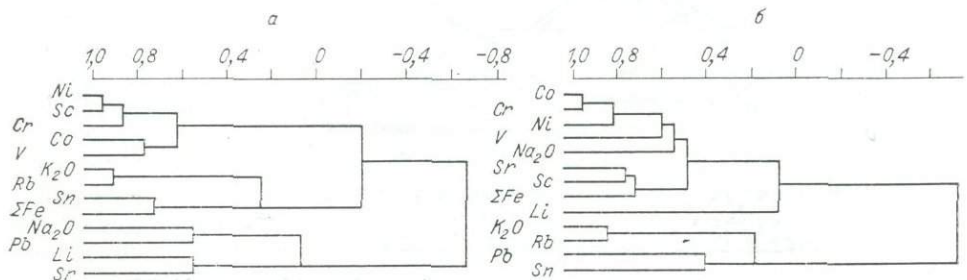 а
1,0 0,8 0,4 0 −0,4 −0,8
Ni
Sc
Cr
Co
V
K₂O
Rb
Sn
ΣFe
Na₂O
Pb
Li
Sr
б
1,0 0,8 0,4 0 −0,4
Co
Cr
Ni
V
Na₂O
Sr
Sc
ΣFe
Li
K₂O
Rb
Pb
Sn